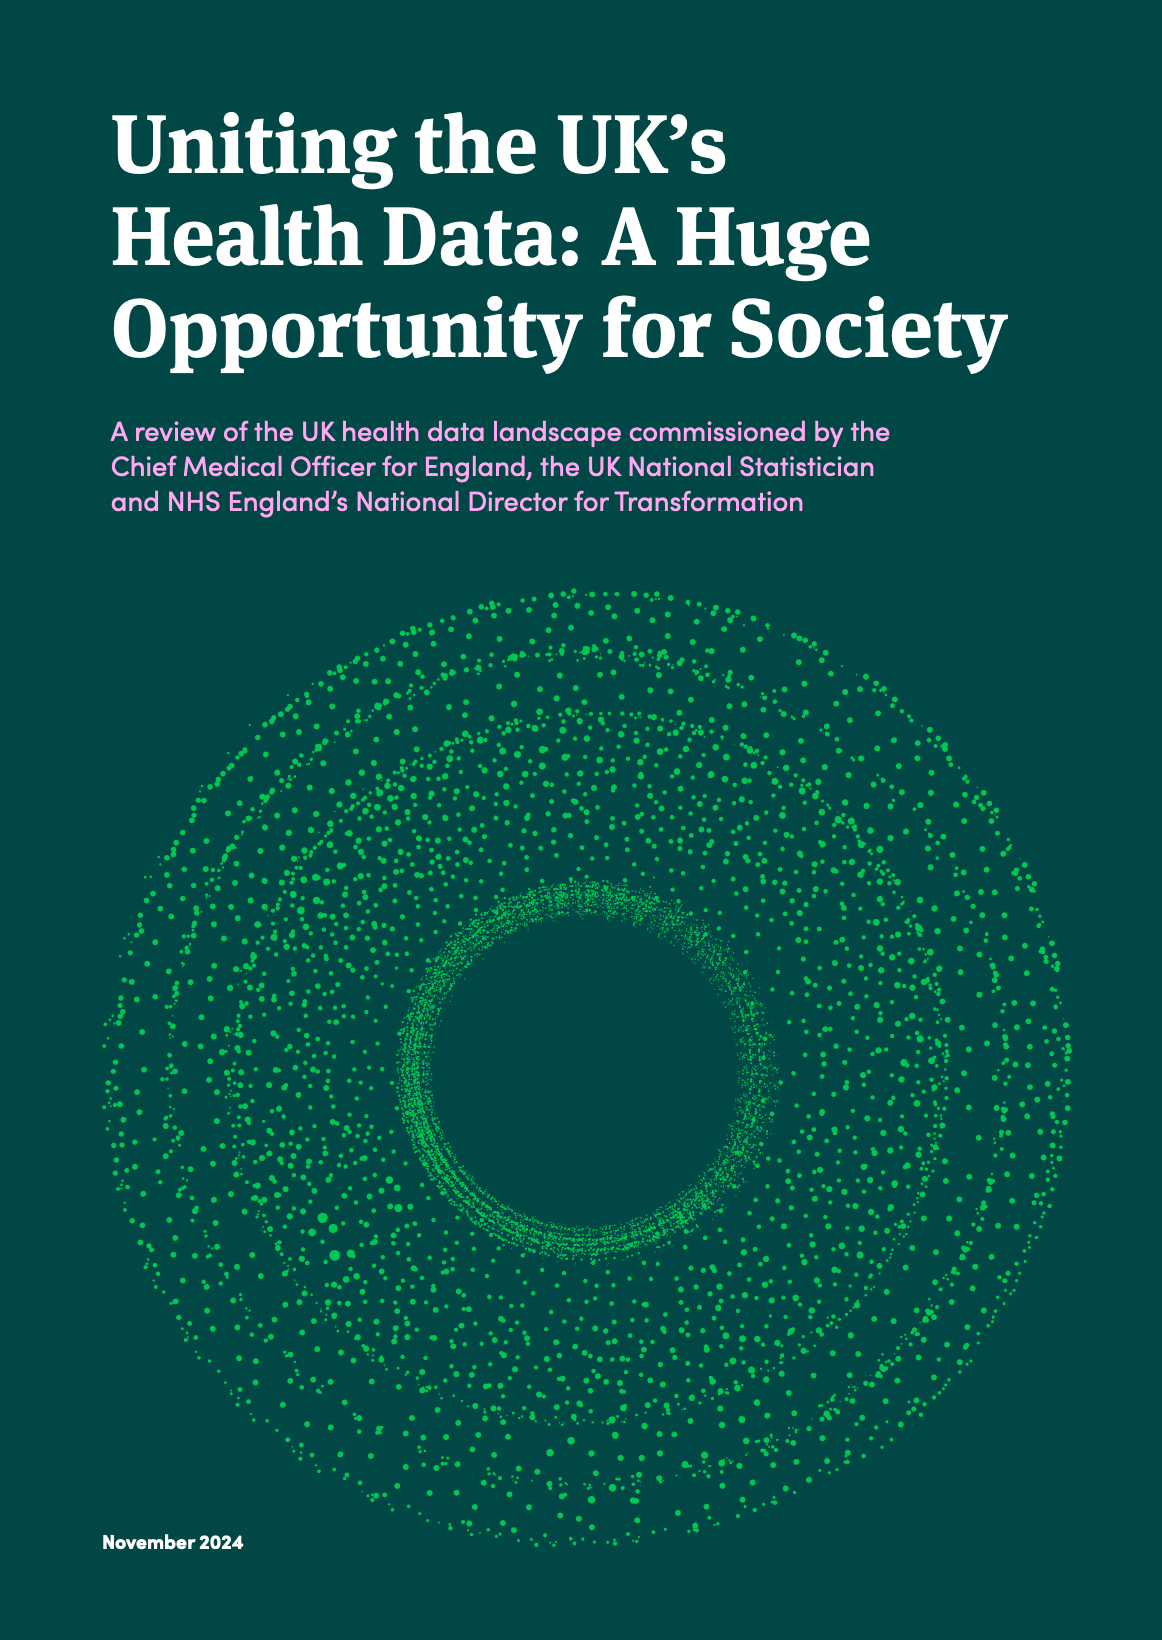 Uniting the UK’s
Health Data: A Huge
Opportunity for Society
A review of the UK health data landscape commissioned by the
Chief Medical Officer for England, the UK National Statistician
and NHS England’s National Director for Transformation
November 2024